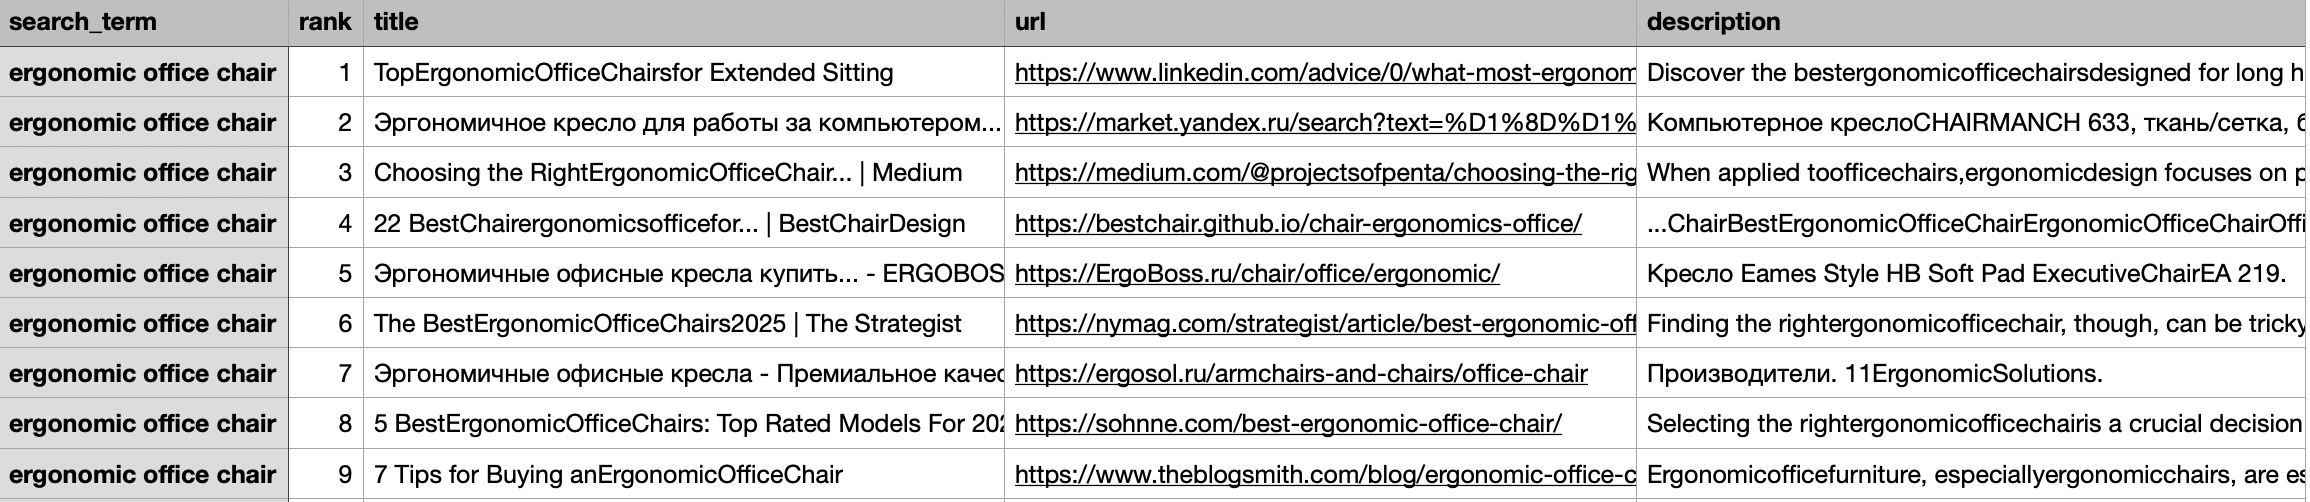 search_term rank title url description
ergonomic office chair 1 TopErgonomicOfficeChairsfor Extended Sitting https://www.linkedin.com/advice/0/what-most-ergonom Discover the bestergonomicofficechairsdesigned for long h
ergonomic office chair 2 Эргономичное кресло для работы за компьютером... https://market.yandex.ru/search?text=%D1%8D%D1% Компьютерное креслоCHAIRMANCH 633, ткань/сетка, б
ergonomic office chair 3 Choosing the RightErgonomicOfficeChair... | Medium https://medium.com/@projectsofpenta/choosing-the-rig When applied toofficechairs,ergonomicdesign focuses on p
ergonomic office chair 4 22 BestChairergonomicsofficefor... | BestChairDesign https://bestchair.github.io/chair-ergonomics-office/ ...ChairBestErgonomicOfficeChairErgonomicOfficeChairOffi
ergonomic office chair 5 Эргономичные офисные кресла купить... - ERGOBOS https://ErgoBoss.ru/chair/office/ergonomic/ Кресло Eames Style HB Soft Pad ExecutiveChairEA 219.
ergonomic office chair 6 The BestErgonomicOfficeChairs2025 | The Strategist https://nymag.com/strategist/article/best-ergonomic-off Finding the rightergonomicofficechair, though, can be tricky
ergonomic office chair 7 Эргономичные офисные кресла - Премиальное качес https://ergosol.ru/armchairs-and-chairs/office-chair Производители. 11ErgonomicSolutions.
ergonomic office chair 8 5 BestErgonomicOfficeChairs: Top Rated Models For 202 https://sohnne.com/best-ergonomic-office-chair/ Selecting the rightergonomicofficechairis a crucial decision
ergonomic office chair 9 7 Tips for Buying anErgonomicOfficeChair https://www.theblogsmith.com/blog/ergonomic-office-c Ergonomicofficefurniture, especiallyergonomicchairs, are es